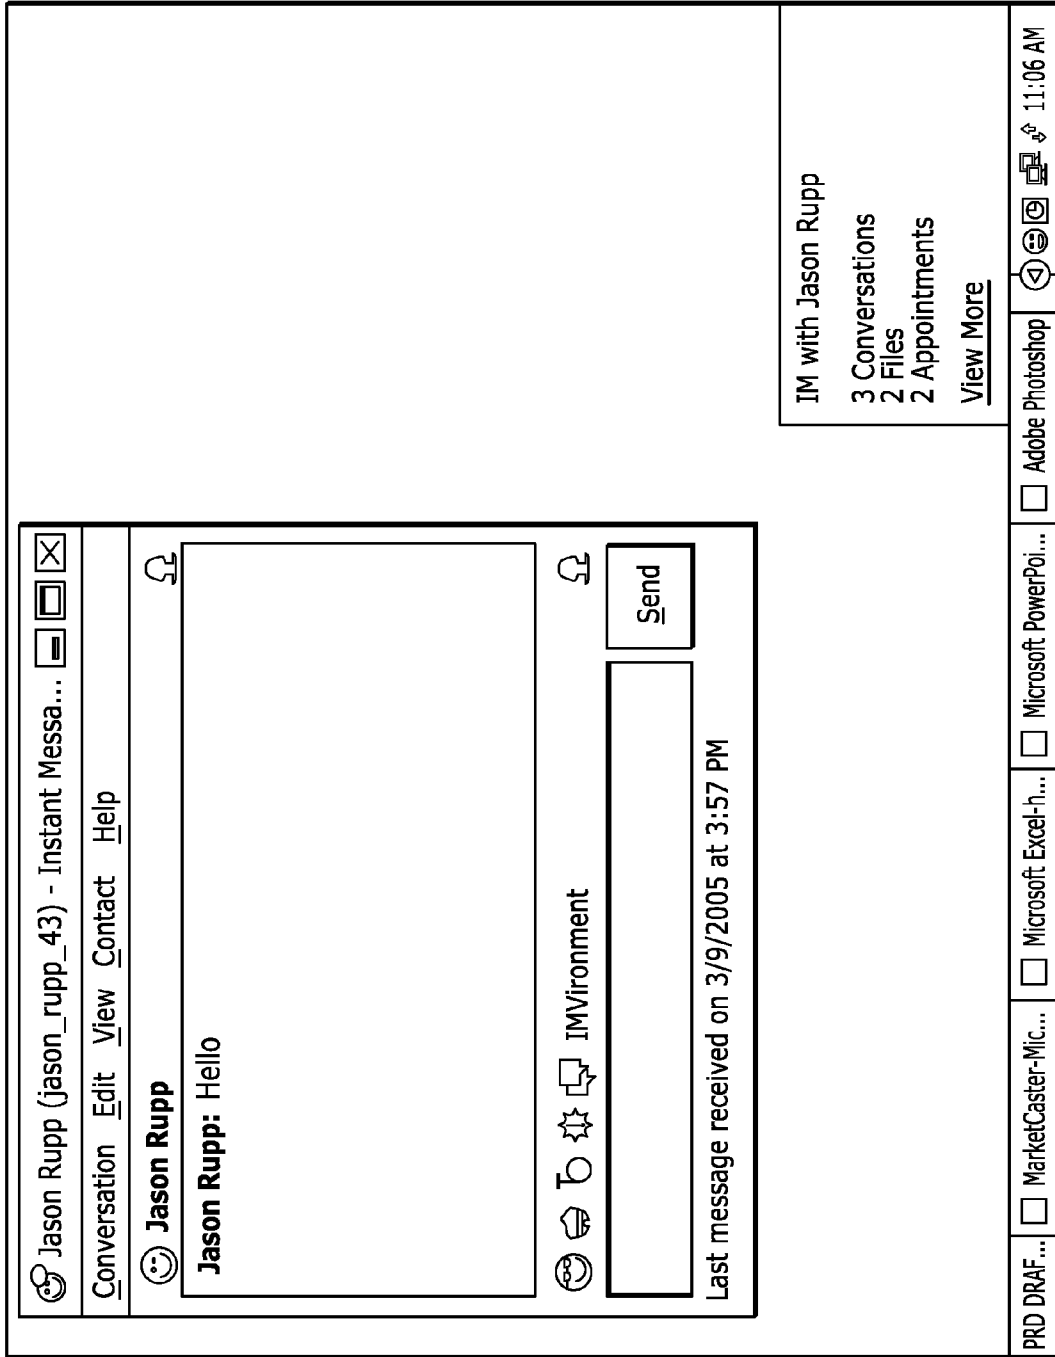 Jason Rupp (jason_rupp_43) - Instant Messa...
Conversation Edit View Contact Help
Jason Rupp
Jason Rupp: Hello
IMVironment
Send
Last message received on 3/9/2005 at 3:57 PM
IM with Jason Rupp
3 Conversations
2 Files
2 Appointments
View More
PRD DRAF... MarketCaster-Mic... Microsoft Excel-h... Microsoft PowerPoi... Adobe Photoshop 11:06 AM